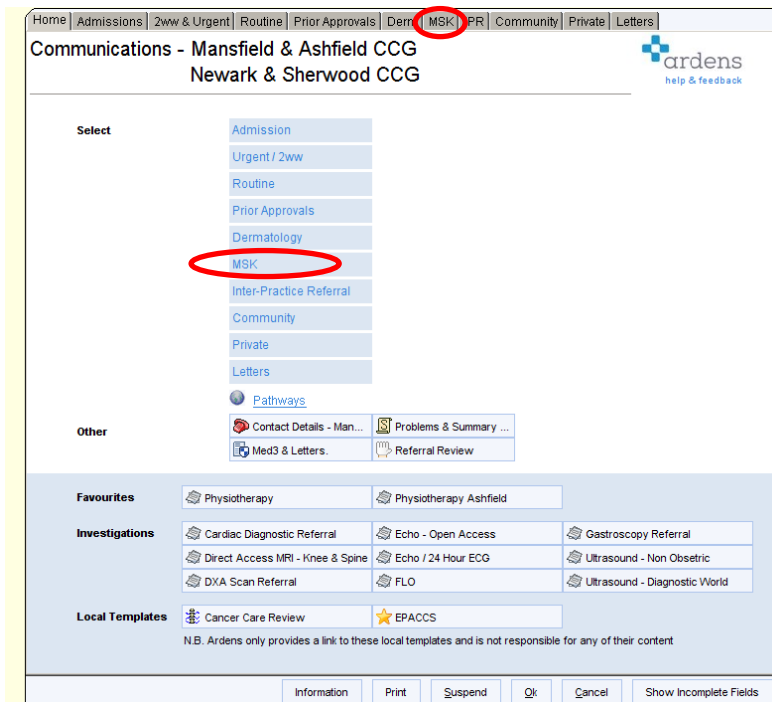 Home Admissions 2ww & Urgent Routine Prior Approvals Derm MSK PR Community Private Letters
Communications - Mansfield & Ashfield CCG
Newark & Sherwood CCG
ardens
help & feedback
Select
Admission
Urgent / 2ww
Routine
Prior Approvals
Dermatology
MSK
Inter-Practice Referral
Community
Private
Letters
Pathways
Other
Contact Details - Man... Problems & Summary ...
Med3 & Letters. Referral Review
Favourites Physiotherapy Physiotherapy Ashfield
Investigations Cardiac Diagnostic Referral Echo - Open Access Gastroscopy Referral
Direct Access MRI - Knee & Spine Echo / 24 Hour ECG Ultrasound - Non Obsetric
DXA Scan Referral FLO Ultrasound - Diagnostic World
Local Templates Cancer Care Review EPACCS
N.B. Ardens only provides a link to these local templates and is not responsible for any of their content
Information Print Suspend Ok Cancel Show Incomplete Fields